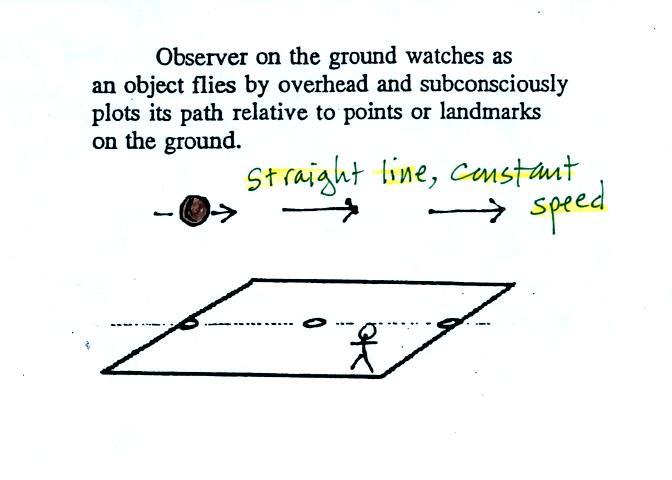 Observer on the ground watches as
an object flies by overhead and subconsciously
plots its path relative to points or landmarks
on the ground.
straight line, constant
speed